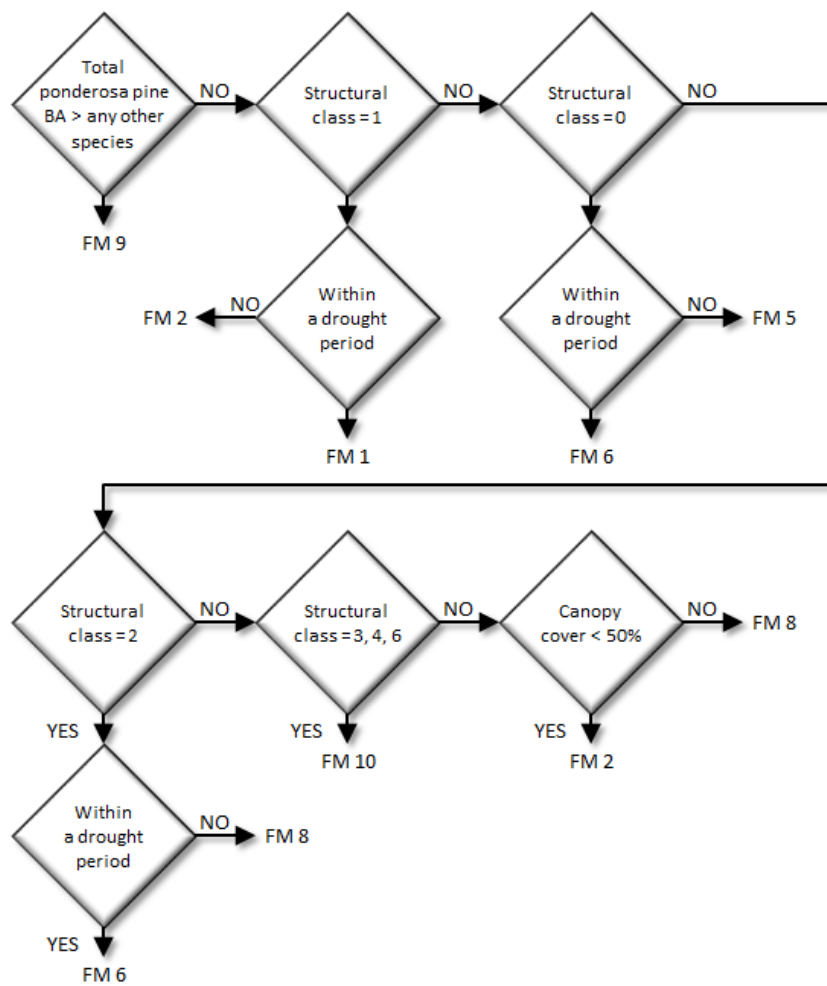 Total
ponderosa pine
BA > any other
species
NO
Structural
class = 1
NO
Structural
class = 0
NO
FM 9
Within
a drought
period
NO
FM 2
FM 1
Within
a drought
period
NO
FM 5
FM 6
Structural
class = 2
NO
Structural
class = 3, 4, 6
NO
Canopy
cover < 50%
NO
FM 8
YES
YES
FM 10
YES
FM 2
Within
a drought
period
NO
FM 8
YES
FM 6